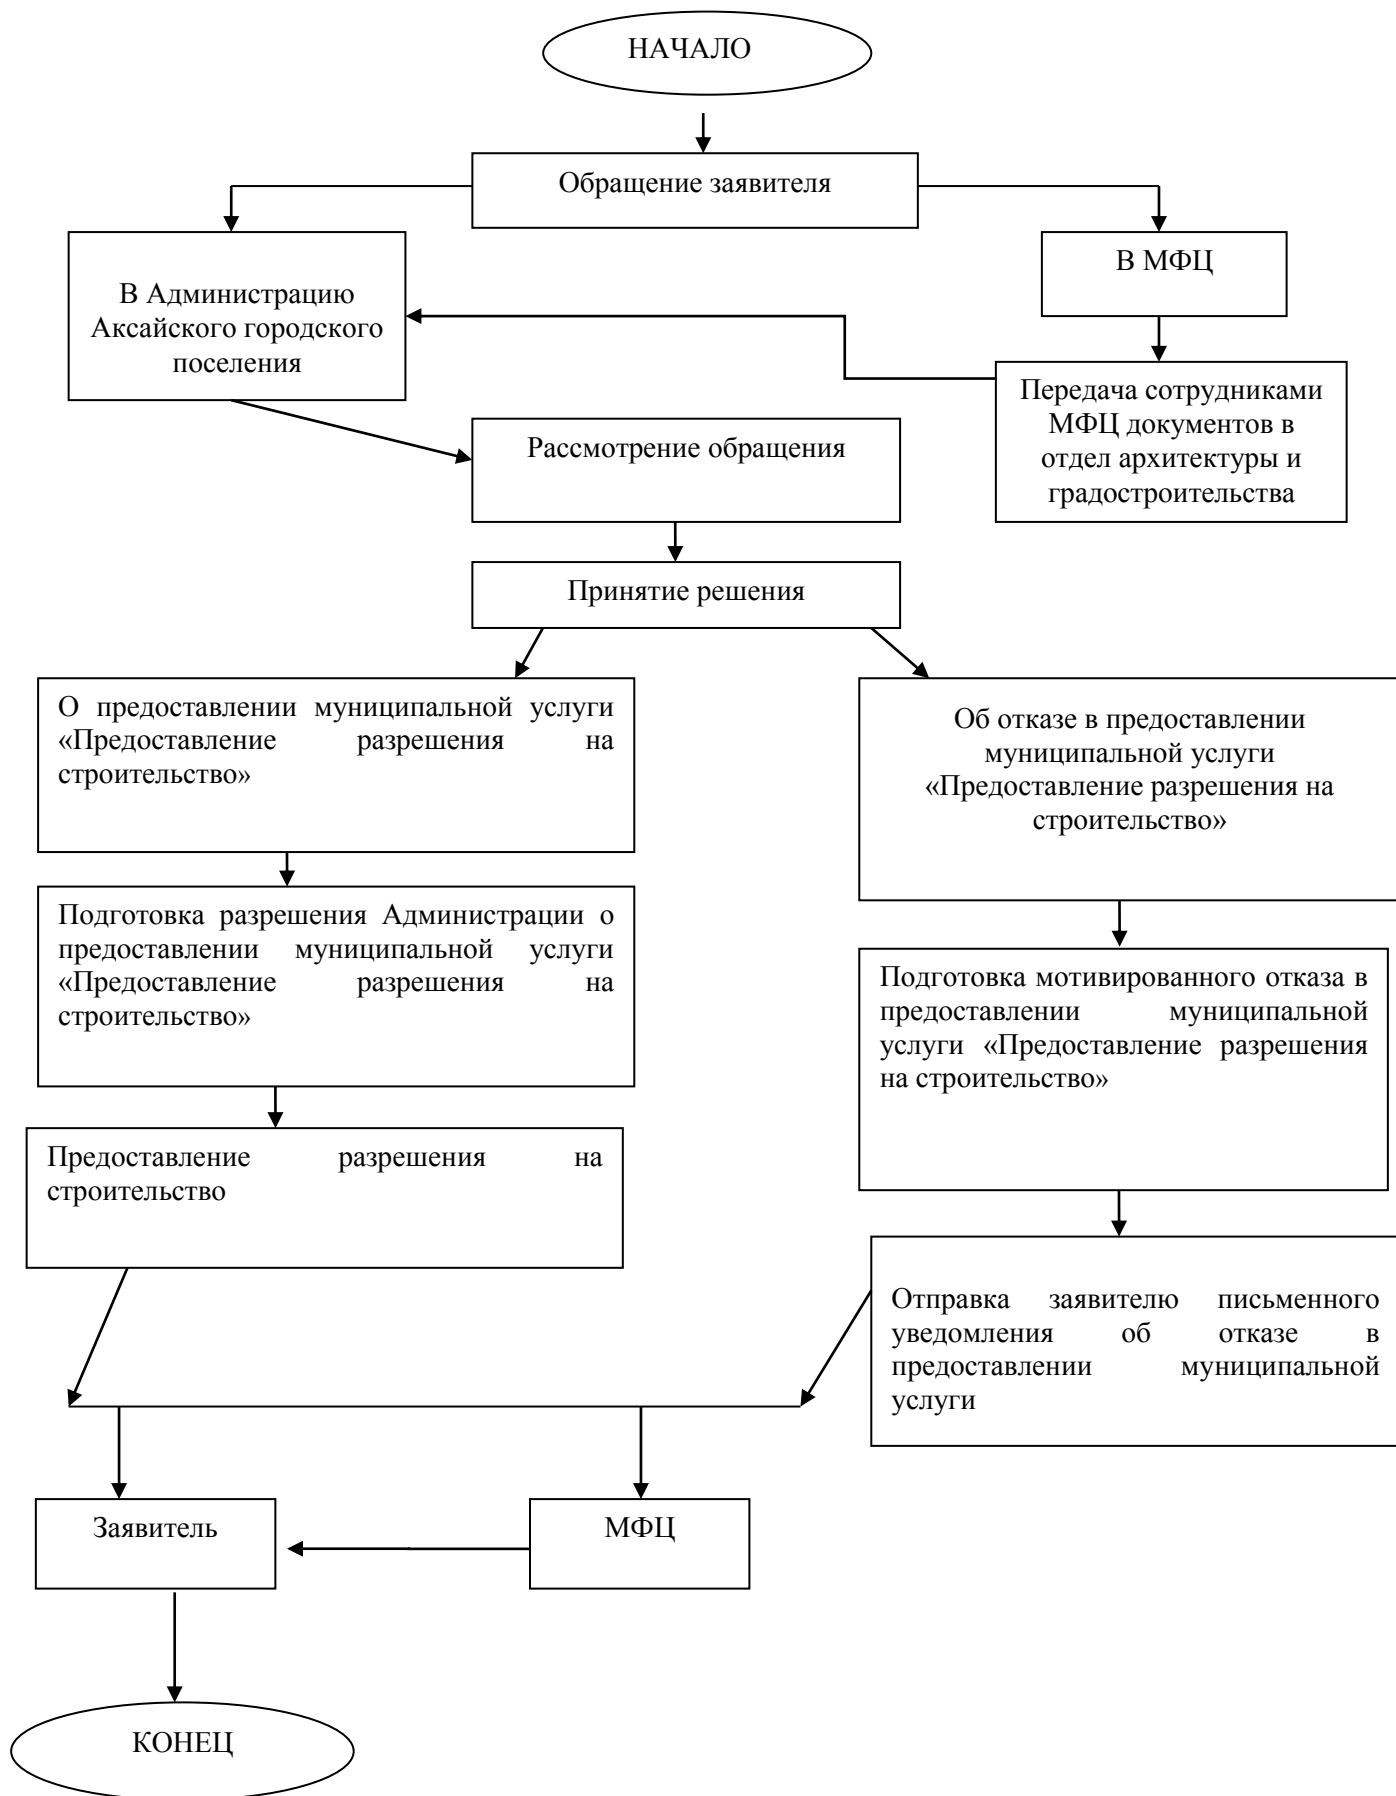 НАЧАЛО
Обращение заявителя
В Администрацию
Аксайского городского
поселения
В МФЦ
Передача сотрудниками
МФЦ документов в
отдел архитектуры и
градостроительства
Рассмотрение обращения
Принятие решения
О предоставлении муниципальной услуги
«Предоставление разрешения на
строительство»
Об отказе в предоставлении
муниципальной услуги
«Предоставление разрешения на
строительство»
Подготовка разрешения Администрации о
предоставлении муниципальной услуги
«Предоставление разрешения на
строительство»
Подготовка мотивированного отказа в
предоставлении муниципальной
услуги «Предоставление разрешения
на строительство»
Предоставление разрешения на
строительство
Отправка заявителю письменного
уведомления об отказе в
предоставлении муниципальной
услуги
Заявитель
МФЦ
КОНЕЦ